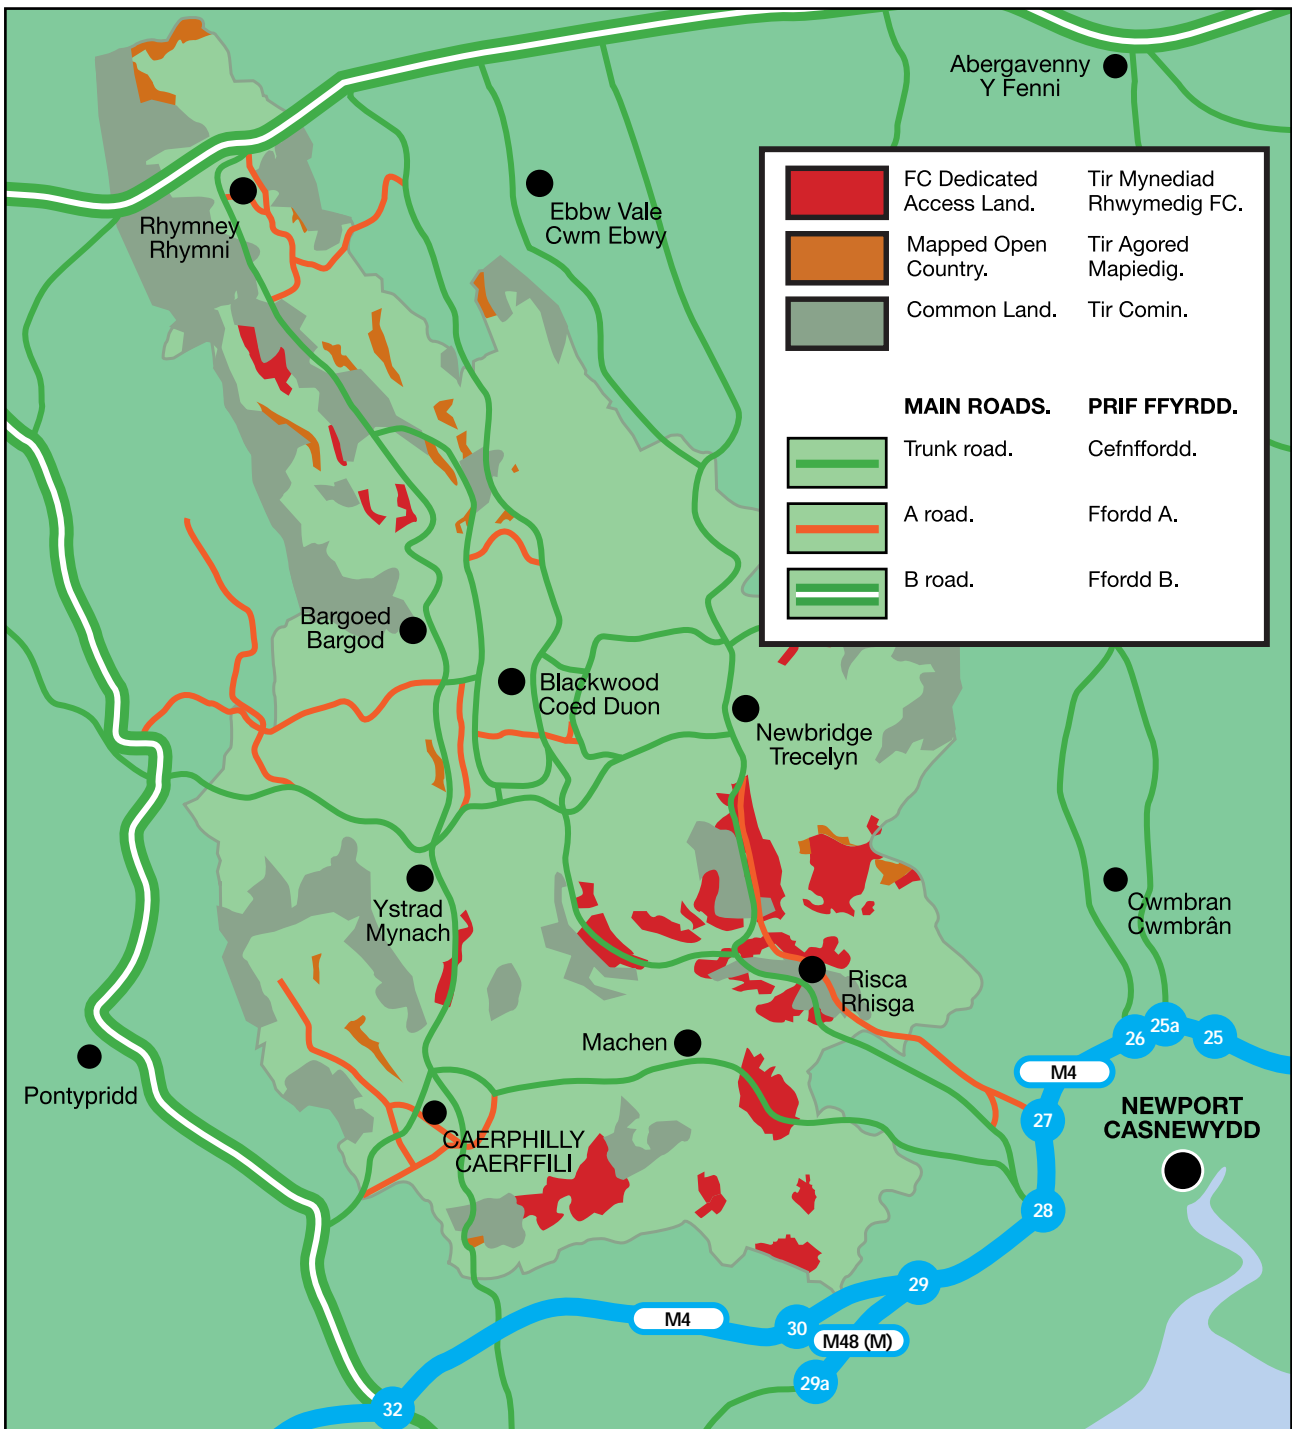 Abergavenny
Y Fenni
FC Dedicated
Access Land.
Tir Mynediad
Rhwymedig FC.
Mapped Open
Country.
Tir Agored
Mapiedig.
Common Land.
Tir Comin.
MAIN ROADS.
PRIF FFYRDD.
Trunk road.
Cefnffordd.
A road.
Ffordd A.
B road.
Ffordd B.
Rhymney
Rhymni
Ebbw Vale
Cwm Ebwy
Bargoed
Bargod
Blackwood
Coed Duon
Newbridge
Trecelyn
Ystrad
Mynach
Cwmbran
Cwmbrân
Risca
Rhisga
Machen
Pontypridd
CAERPHILLY
CAERFFILI
NEWPORT
CASNEWYDD
26
25a
25
M4
27
28
29
M4
30
M48 (M)
29a
32